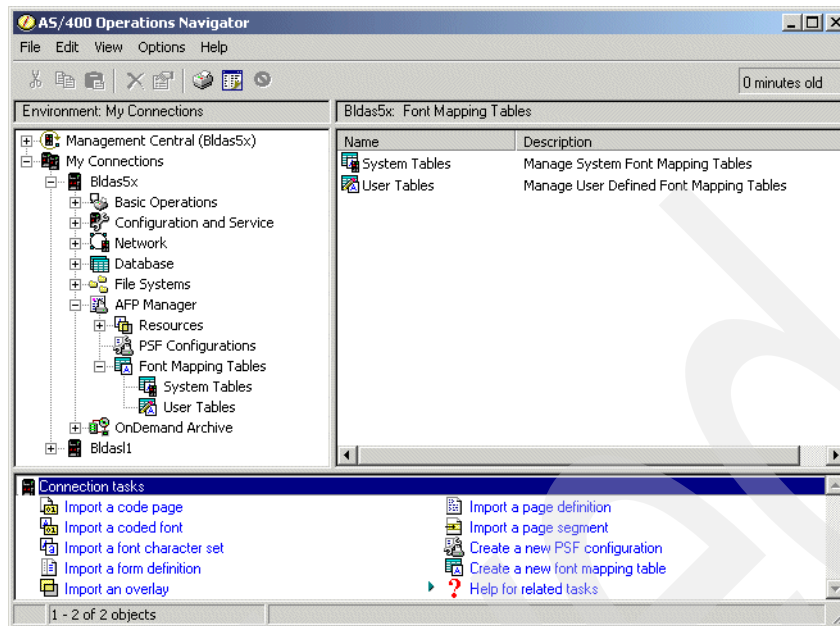 AS/400 Operations Navigator
File Edit View Options Help
0 minutes old
Environment: My Connections
Bldas5x: Font Mapping Tables
Management Central (Bldas5x)
My Connections
Bldas5x
Basic Operations
Configuration and Service
Network
Database
File Systems
AFP Manager
Resources
PSF Configurations
Font Mapping Tables
System Tables
User Tables
OnDemand Archive
Bldasl1
Name Description
System Tables Manage System Font Mapping Tables
User Tables Manage User Defined Font Mapping Tables
Connection tasks
Import a code page
Import a coded font
Import a font character set
Import a form definition
Import an overlay
Import a page definition
Import a page segment
Create a new PSF configuration
Create a new font mapping table
Help for related tasks
1 - 2 of 2 objects